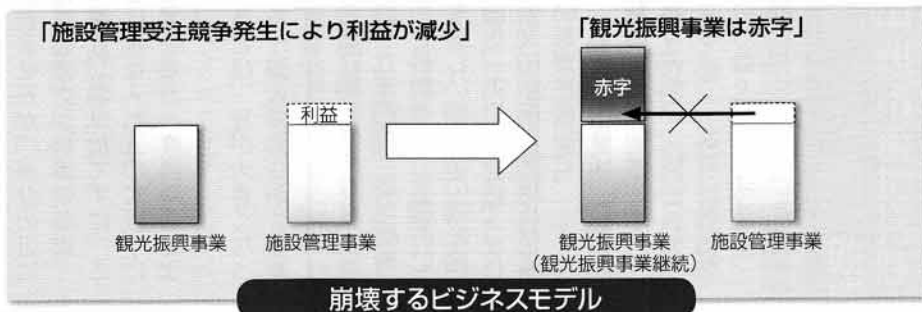 「施設管理受注競争発生により利益が減少」
「観光振興事業は赤字」
利益
赤字
観光振興事業
施設管理事業
観光振興事業
(観光振興事業継続)
施設管理事業
崩壊するビジネスモデル